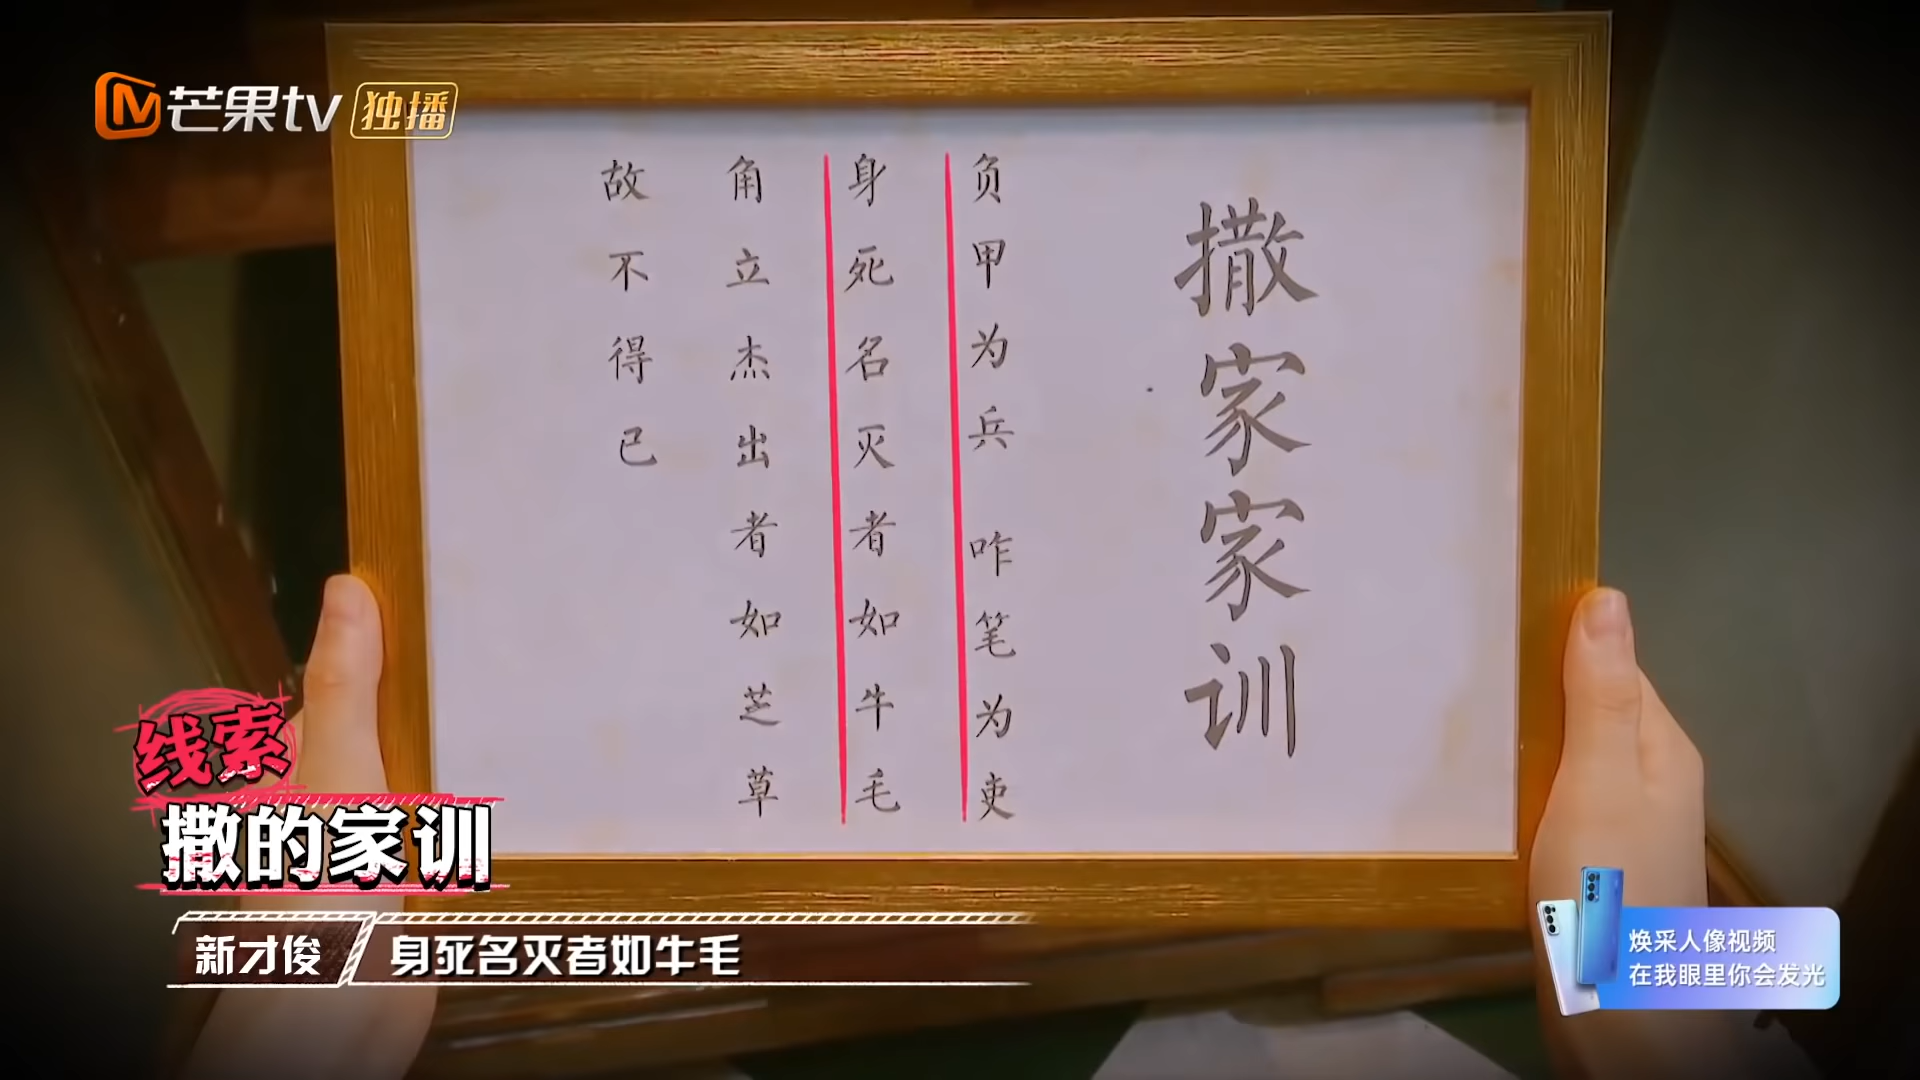 芒果tv 独播
撒家家训
负甲为兵 咋笔为吏
身死名灭者如牛毛
角立杰出者如芝草
故不得已
线索
撒的家训
新才俊 身死名灭者如牛毛
焕采人像视频
在我眼里你会发光